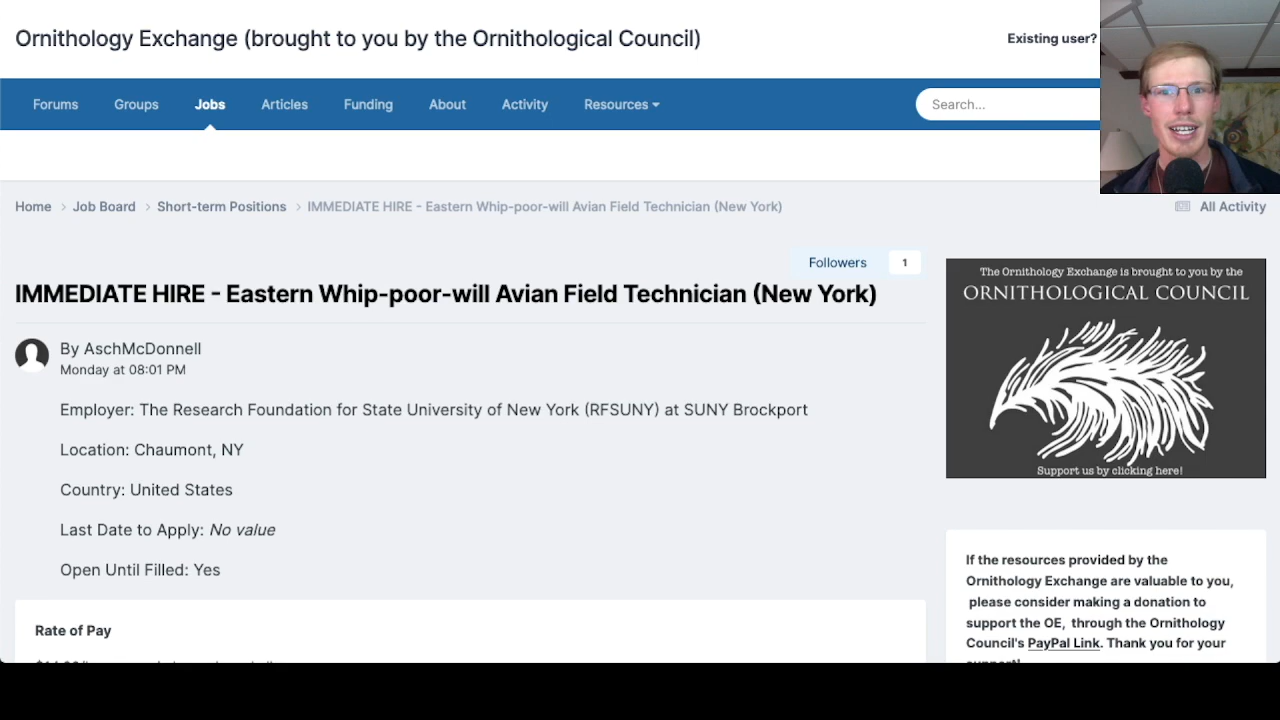 Ornithology Exchange (brought to you by the Ornithological Council)
Existing user?
Forums Groups Jobs Articles Funding About Activity Resources
Search...
Home > Job Board > Short-term Positions > IMMEDIATE HIRE - Eastern Whip-poor-will Avian Field Technician (New York)
All Activity
Followers 1
IMMEDIATE HIRE - Eastern Whip-poor-will Avian Field Technician (New York)
By AschMcDonnell
Monday at 08:01 PM
Employer: The Research Foundation for State University of New York (RFSUNY) at SUNY Brockport
Location: Chaumont, NY
Country: United States
Last Date to Apply: No value
Open Until Filled: Yes
Rate of Pay
The Ornithology Exchange is brought to you by the
ORNITHOLOGICAL COUNCIL
Support us by clicking here!
If the resources provided by the
Ornithology Exchange are valuable to you,
please consider making a donation to
support the OE, through the Ornithology
Council's PayPal Link. Thank you for your
support!